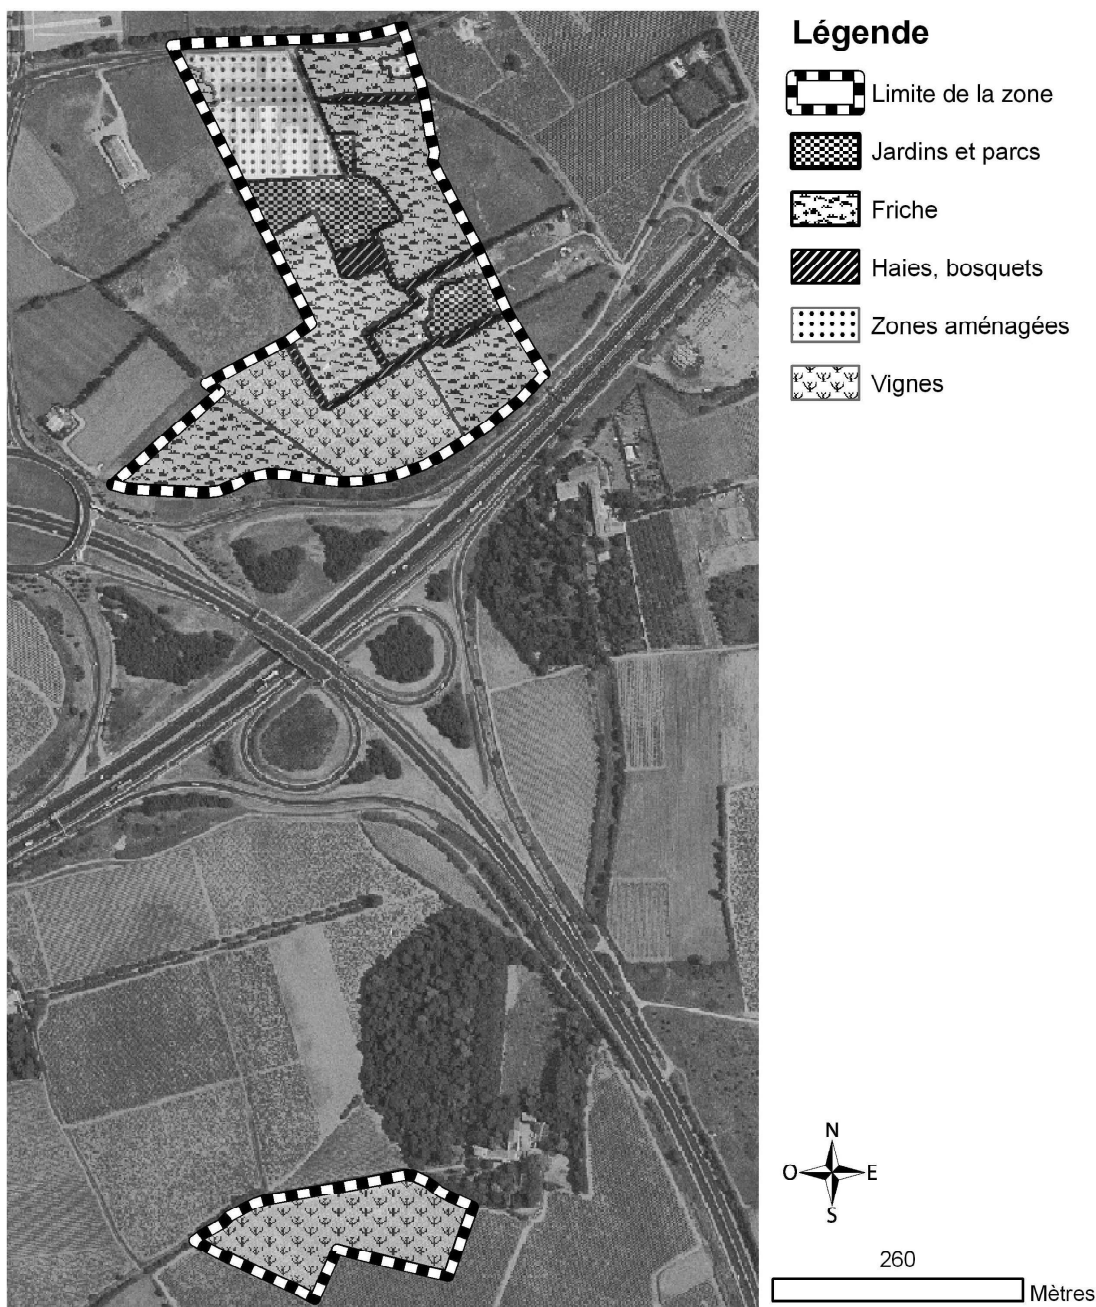 Légende
Limite de la zone
Jardins et parcs
Friche
Haies, bosquets
Zones aménagées
Vignes
N
O E
S
260
Mètres